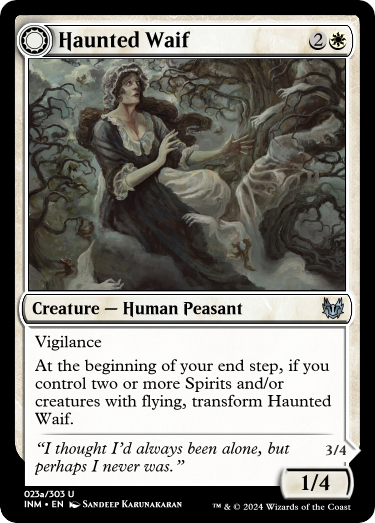 Haunted Waif 2
Creature — Human Peasant
Vigilance
At the beginning of your end step, if you
control two or more Spirits and/or
creatures with flying, transform Haunted
Waif.
“I thought I’d always been alone, but
perhaps I never was.”
3/4
1/4
023a/303 U
INM • EN SANDEEP KARUNAKARAN
™ & © 2024 Wizards of the Coast